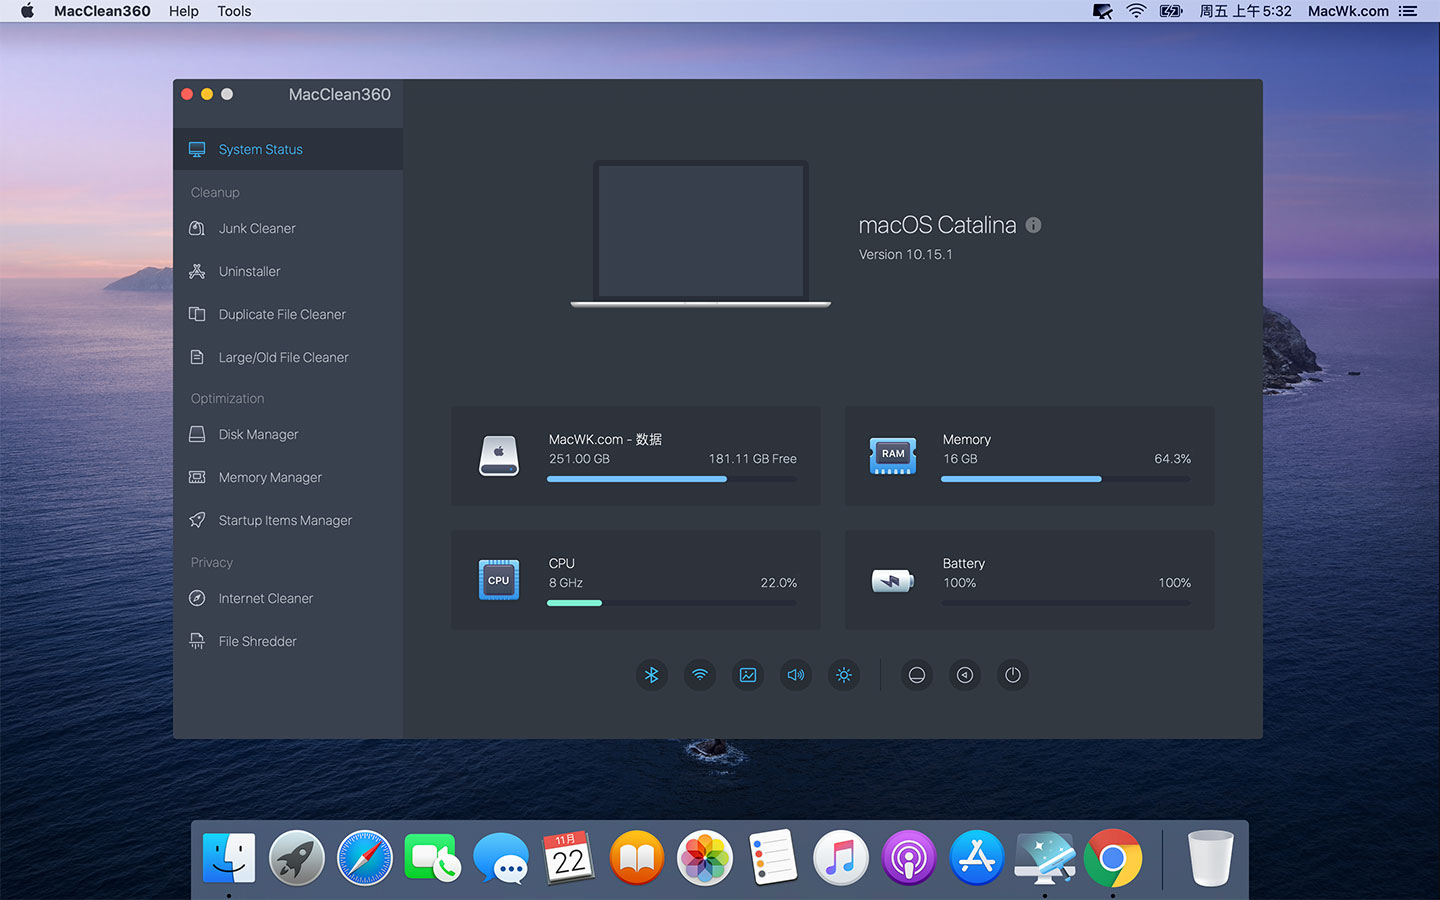 MacClean360 Help Tools
周五 上午5:32 MacWk.com
MacClean360
System Status
Cleanup
Junk Cleaner
Uninstaller
Duplicate File Cleaner
Large/Old File Cleaner
Optimization
Disk Manager
Memory Manager
Startup Items Manager
Privacy
Internet Cleaner
File Shredder
macOS Catalina
Version 10.15.1
MacWK.com - 数据
251.00 GB 181.11 GB Free
RAM
Memory
16 GB 64.3%
CPU
CPU
8 GHz 22.0%
Battery
100% 100%
11月
22